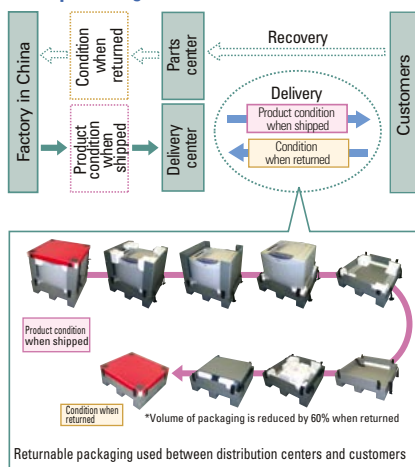 Factory in China
Condition
when
returned
Parts
center
Recovery
Customers
Product
condition
when
shipped
Delivery
center
Delivery
Product condition
when shipped
Condition
when returned
Product condition
when shipped
Condition when
returned
*Volume of packaging is reduced by 60% when returned
Returnable packaging used between distribution centers and customers